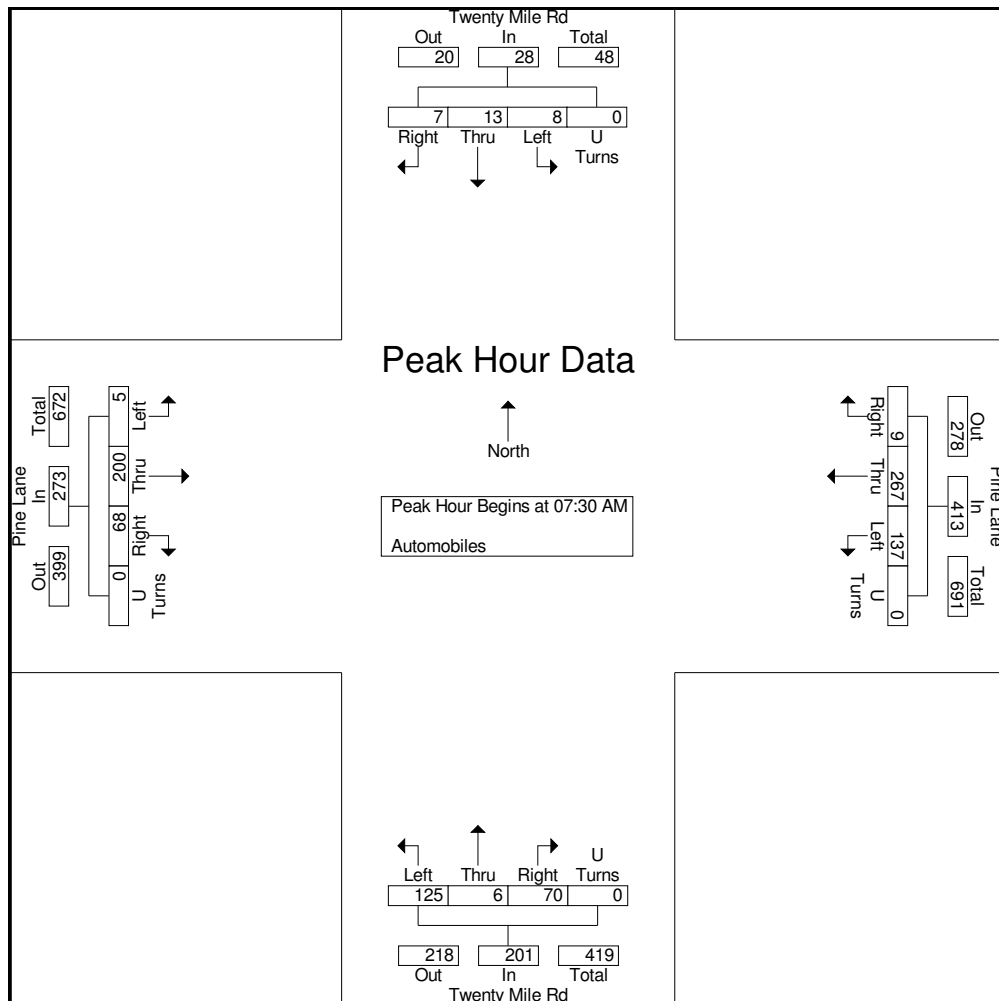 Twenty Mile Rd
Out In Total
20 28 48
7 13 8 0
Right Thru Left U
Turns
Peak Hour Data
North
Peak Hour Begins at 07:30 AM
Automobiles
Pine Lane
Total In Out
672 273 399
5 200 68 0
Left Thru Right U
Turns
Pine Lane
Out In Total
278 413 691
9 267 137 0
Right Thru Left U
Turns
U
Left Thru Right Turns
125 6 70 0
218 201 419
Out In Total
Twenty Mile Rd